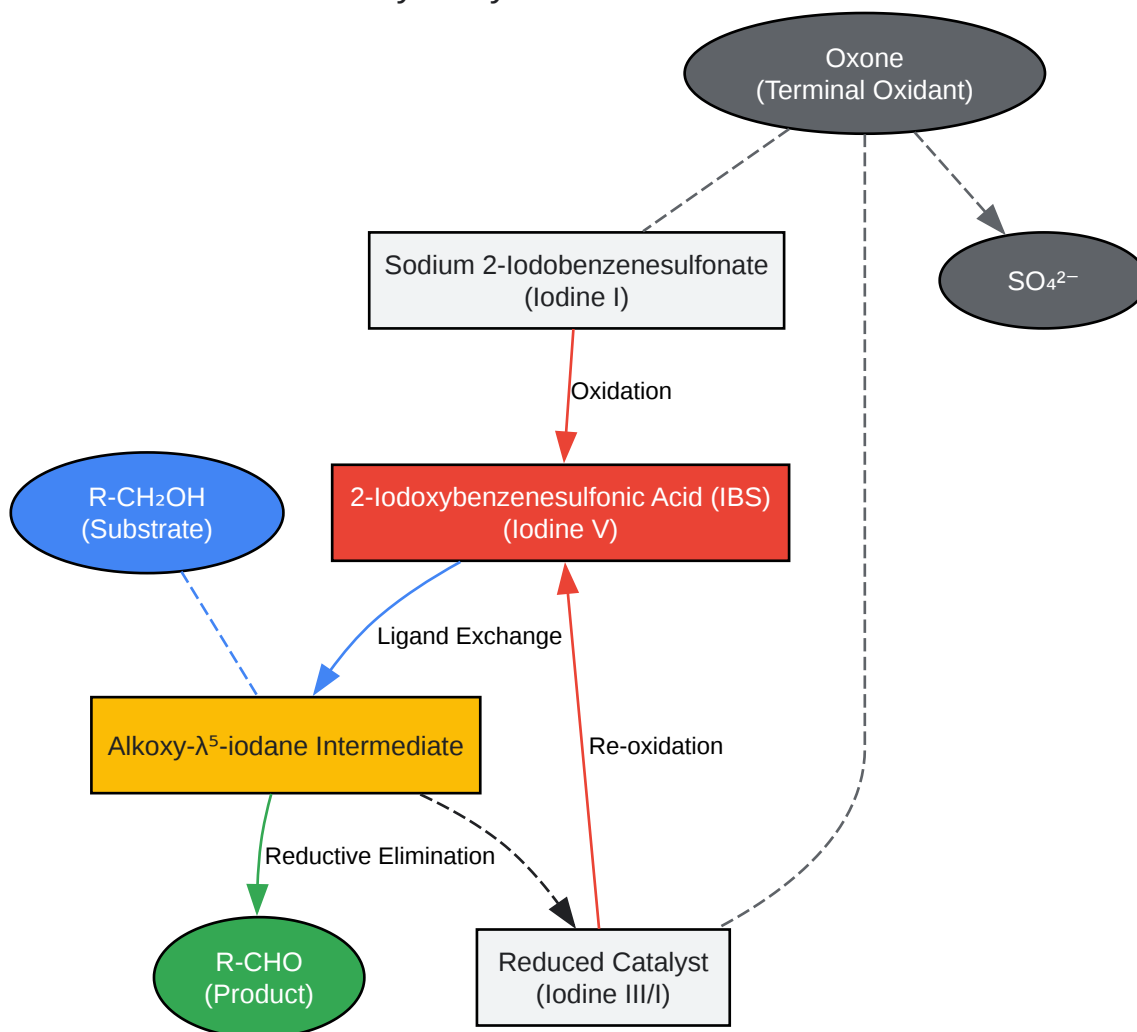 Oxone
(Terminal Oxidant)
Sodium 2-Iodobenzenesulfonate
(Iodine I)
SO₄²⁻
Oxidation
R-CH₂OH
(Substrate)
2-Iodoxybenzenesulfonic Acid (IBS)
(Iodine V)
Ligand Exchange
Alkoxy-λ⁵-iodane Intermediate
Re-oxidation
Reductive Elimination
R-CHO
(Product)
Reduced Catalyst
(Iodine III/I)